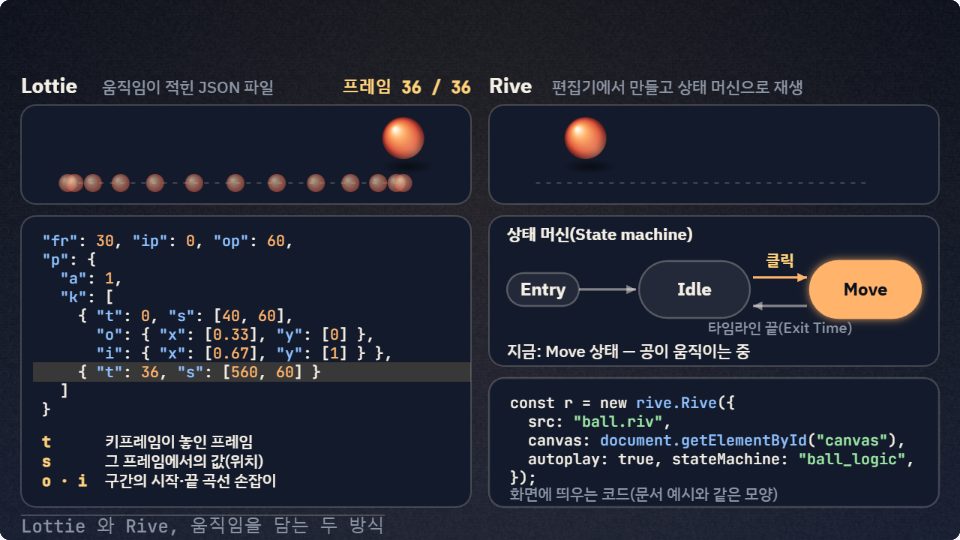 Lottie 움직임이 적힌 JSON 파일 프레임 36 / 36
"fr": 30, "ip": 0, "op": 60,
"p": {
"a": 1,
"k": [
{ "t": 0, "s": [40, 60],
"o": { "x": [0.33], "y": [0] },
"i": { "x": [0.67], "y": [1] } },
{ "t": 36, "s": [560, 60] }
]
}
t 키프레임이 놓인 프레임
s 그 프레임에서의 값(위치)
o · i 구간의 시작·끝 곡선 손잡이
Rive 편집기에서 만들고 상태 머신으로 재생
상태 머신(State machine)
클릭
Entry Idle Move
타임라인 끝(Exit Time)
지금: Move 상태 — 공이 움직이는 중
const r = new rive.Rive({
src: "ball.riv",
canvas: document.getElementById("canvas"),
autoplay: true, stateMachine: "ball_logic",
});
화면에 띄우는 코드(문서 예시와 같은 모양)
Lottie 와 Rive, 움직임을 담는 두 방식